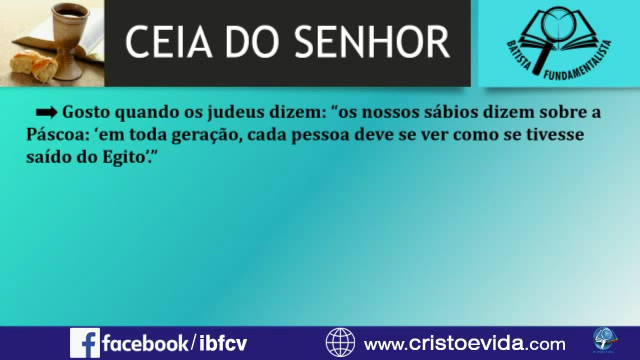 CEIA DO SENHOR
BATISTA FUNDAMENTALISTA
➡ Gosto quando os judeus dizem: “os nossos sábios dizem sobre a
Páscoa: ‘em toda geração, cada pessoa deve se ver como se tivesse
saído do Egito’.”
facebook/ibfcv
www.cristoevida.com